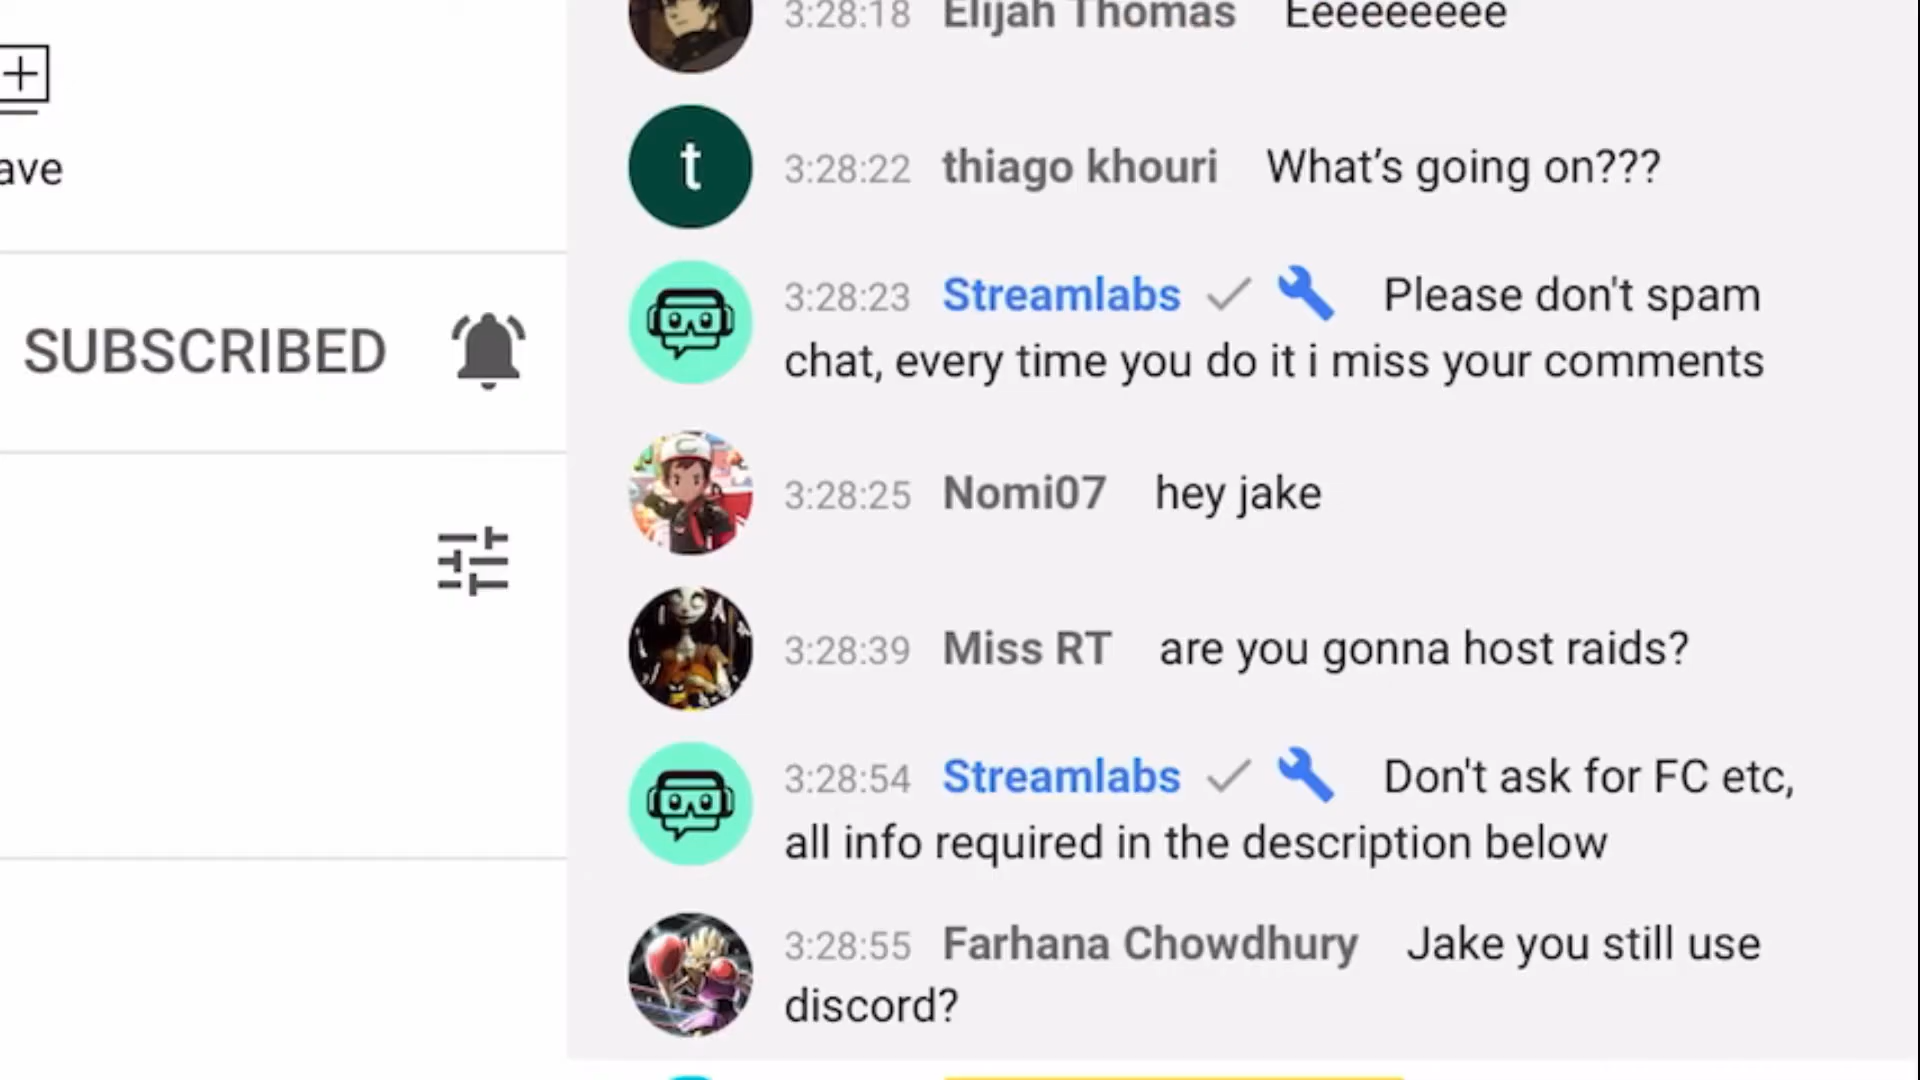 3:28:18 Elijah Thomas Eeeeeeeee
ave
t 3:28:22 thiago khouri What’s going on???
3:28:23 Streamlabs Please don't spam
chat, every time you do it i miss your comments
SUBSCRIBED
3:28:25 Nomi07 hey jake
3:28:39 Miss RT are you gonna host raids?
3:28:54 Streamlabs Don't ask for FC etc,
all info required in the description below
3:28:55 Farhana Chowdhury Jake you still use
discord?